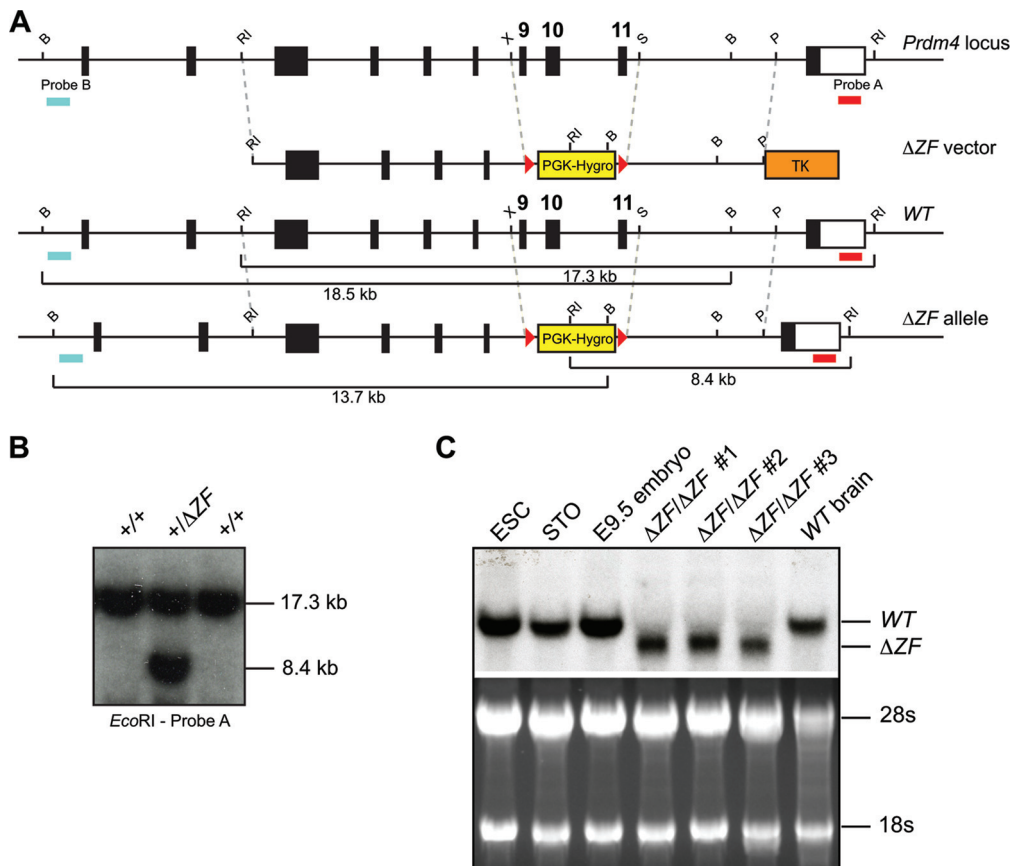 A
B RI X 9 10 11 S B P RI Prdm4 locus
Probe B Probe A
RI RI B B P ΔZF vector
PGK-Hygro TK
B RI X 9 10 11 S B P RI WT
17.3 kb
18.5 kb
B RI RI B B P RI ΔZF allele
PGK-Hygro
8.4 kb
13.7 kb
B
+/+ +/ΔZF +/+
17.3 kb
8.4 kb
EcoRI - Probe A
C
ESC STO E9.5 embryo ΔZF/ΔZF #1 ΔZF/ΔZF #2 ΔZF/ΔZF #3 WT brain
WT
ΔZF
28s
18s